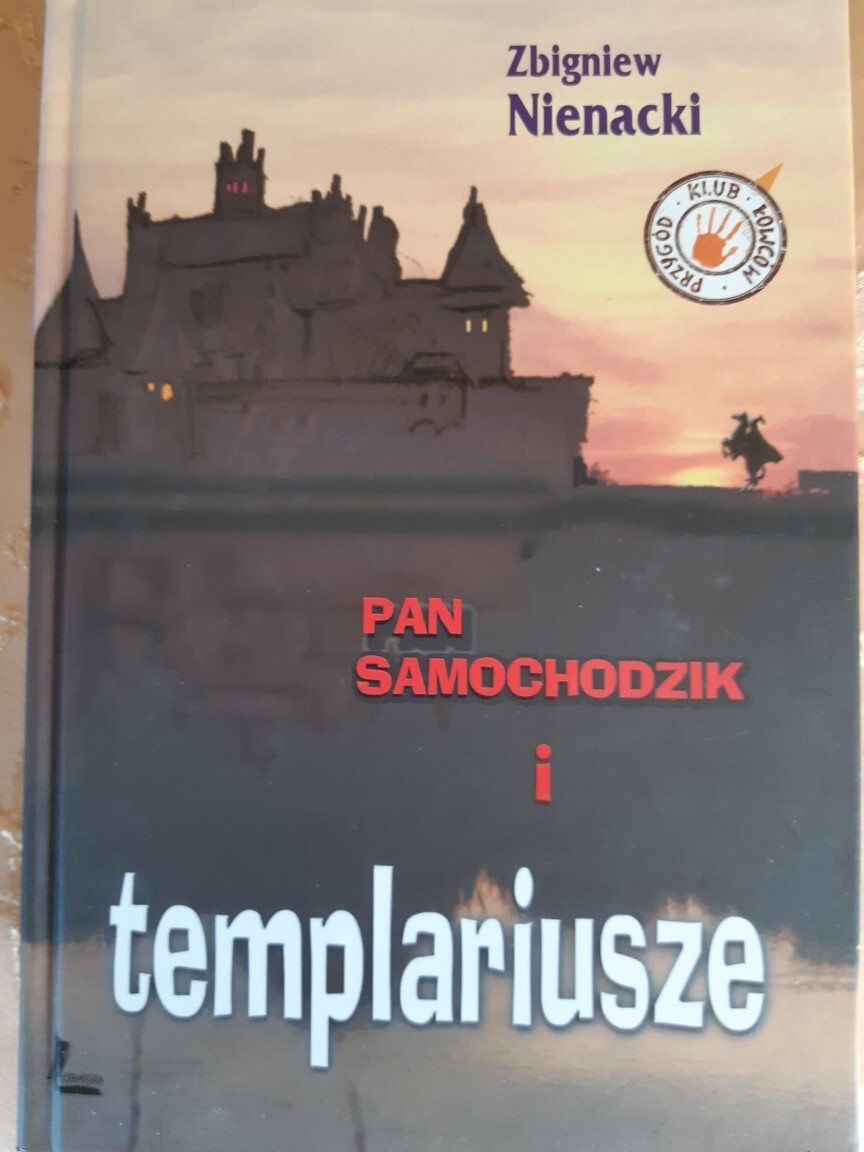 Zbigniew
Nienacki
KLUB · ŁOWCÓW · PRZYGÓD ·
PAN
SAMOCHODZIK
i
templariusze